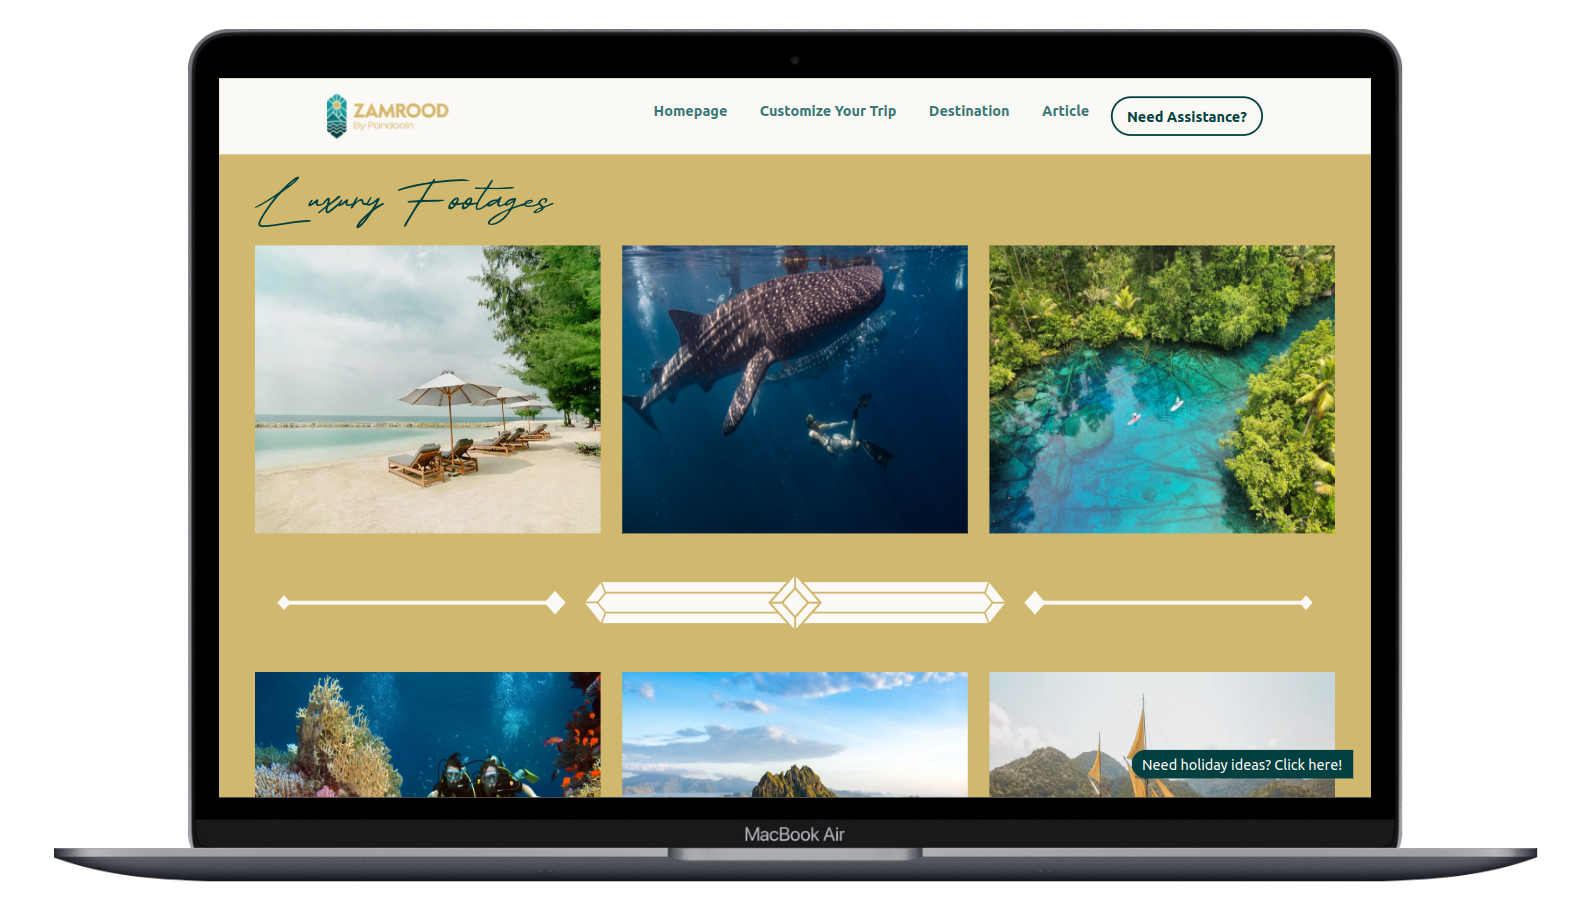 ZAMROOD
By Pandooin
Homepage
Customize Your Trip
Destination
Article
Need Assistance?
Luxury Footages
Need holiday ideas? Click here!
MacBook Air